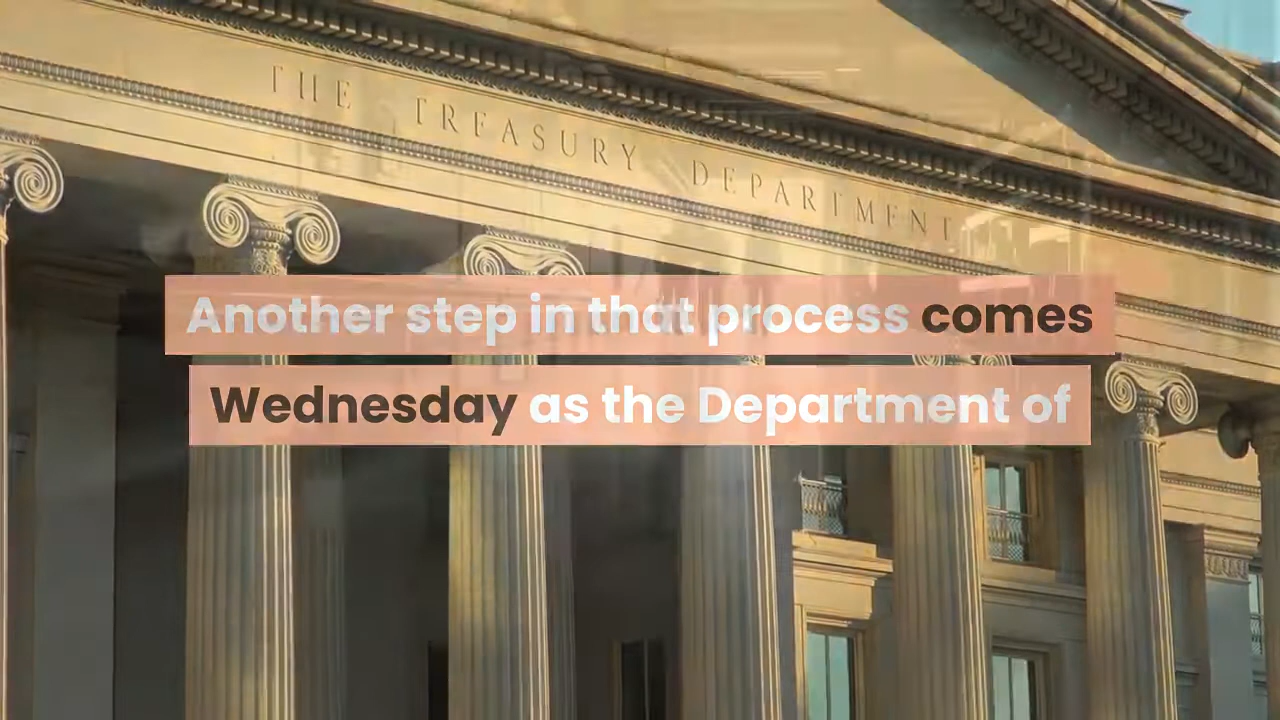 THE TREASURY DEPARTMENT
Another step in that process comes
Wednesday as the Department of